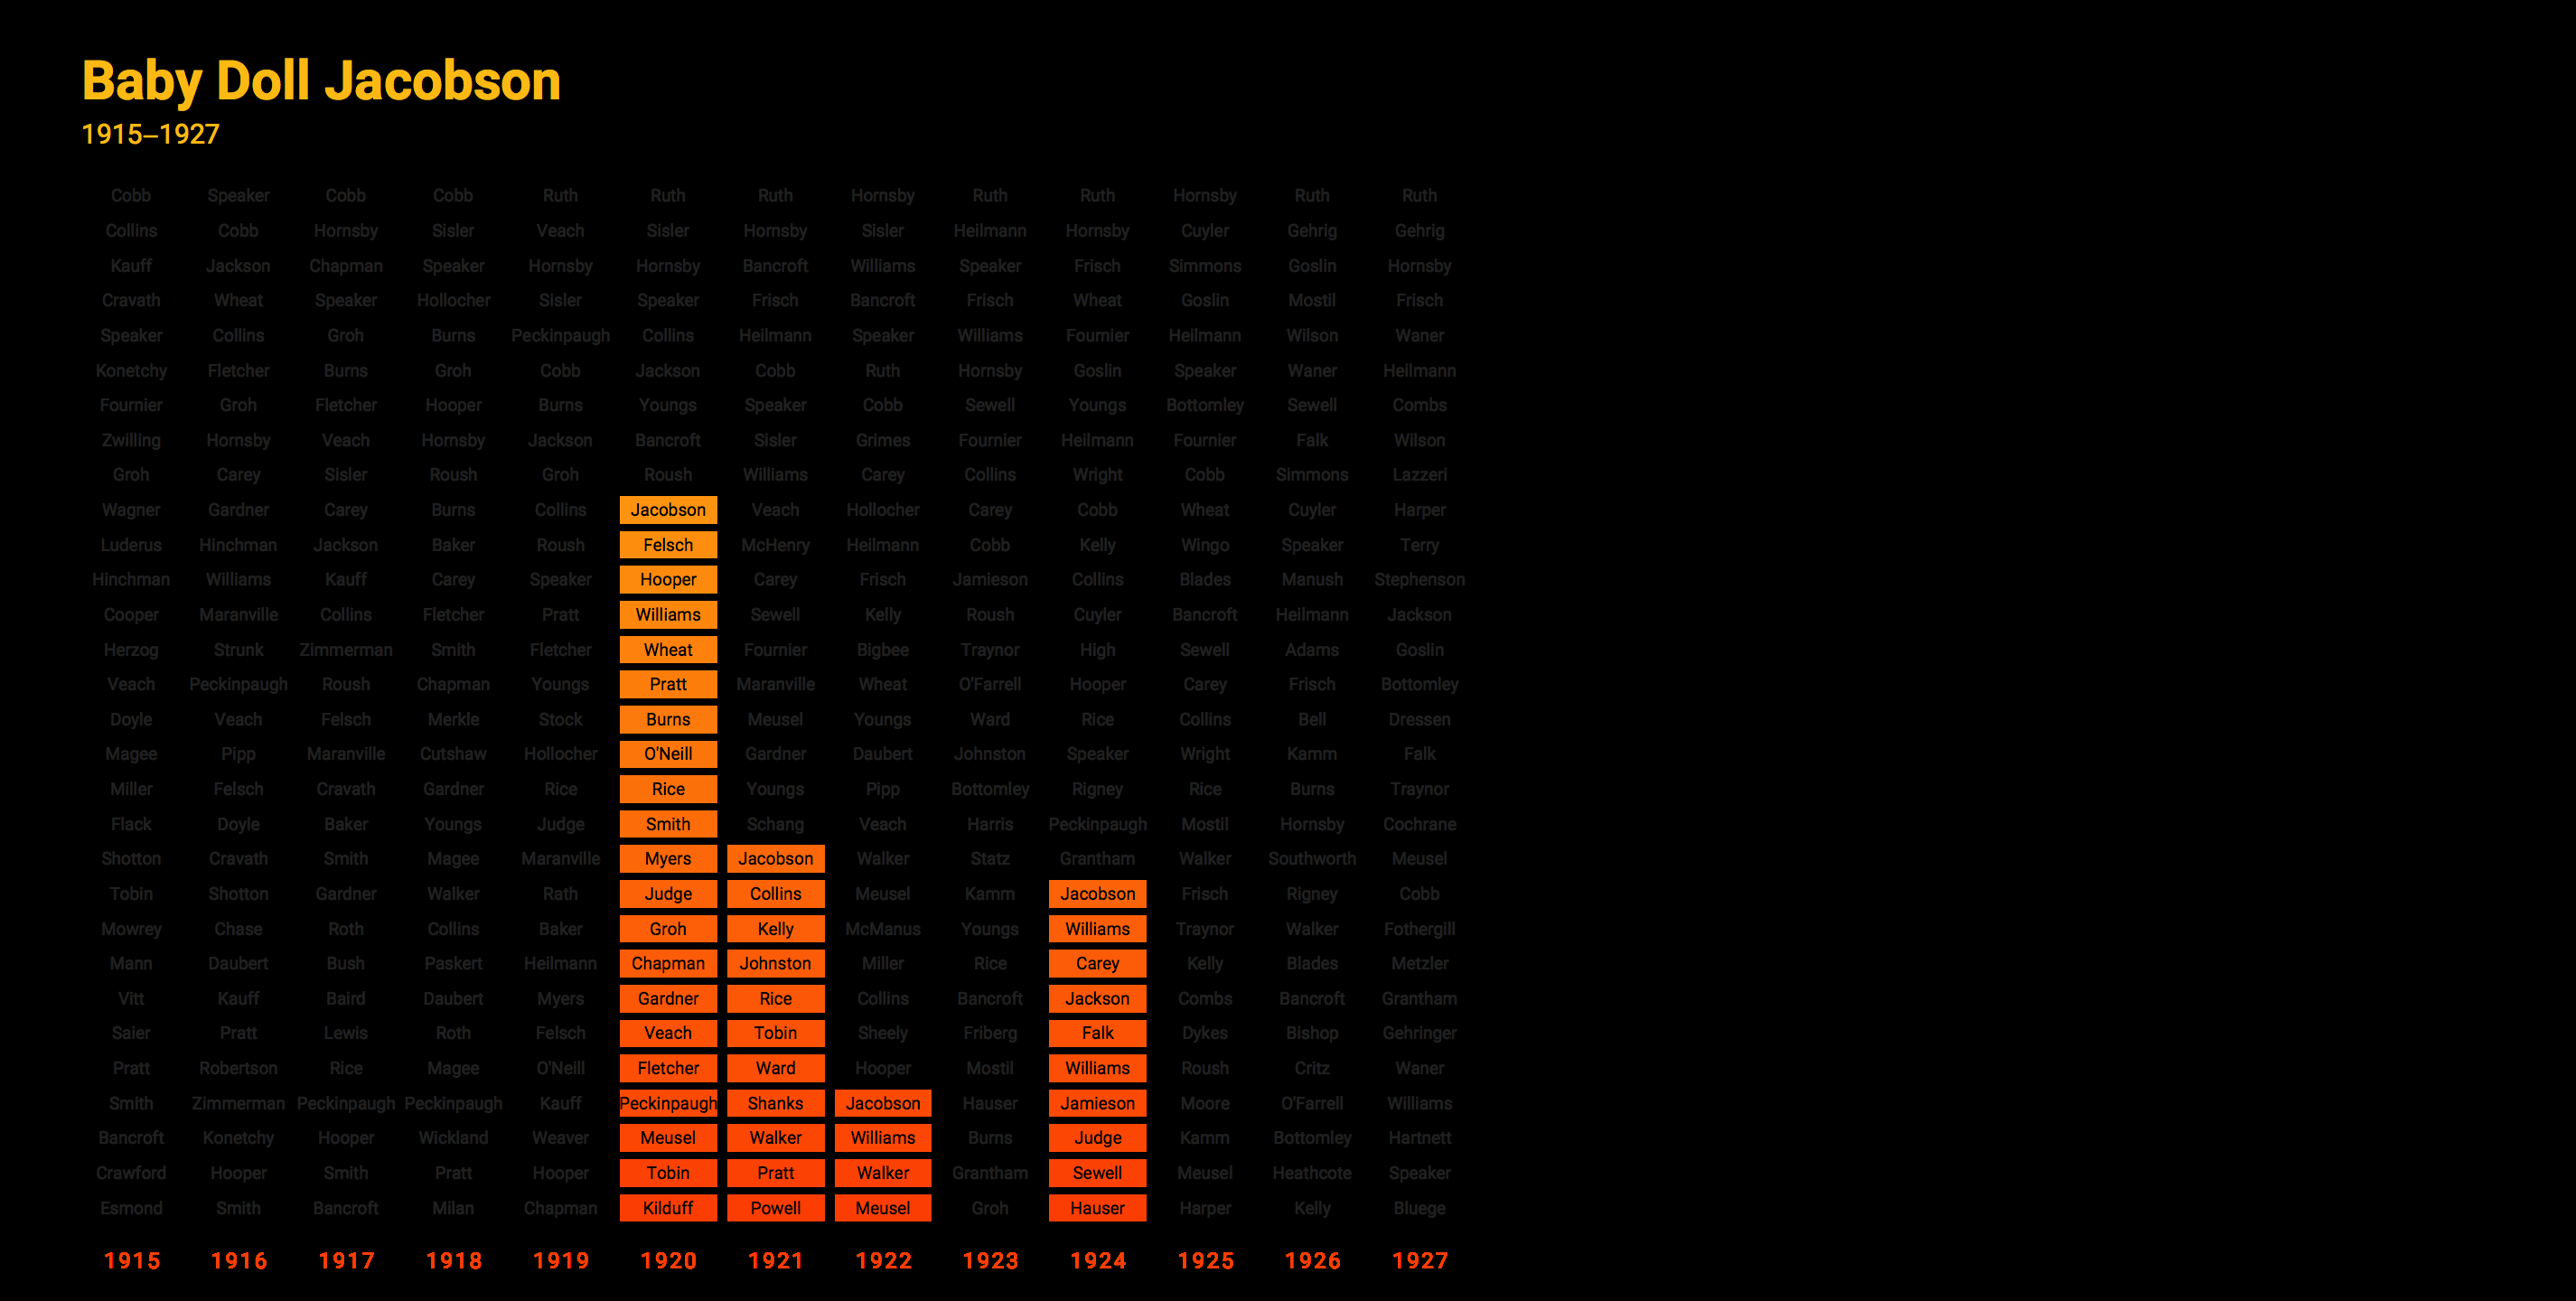 Baby Doll Jacobson
1915–1927
Cobb Speaker Cobb Cobb Ruth Ruth Ruth Hornsby Ruth Ruth Hornsby Ruth Ruth
Collins Cobb Hornsby Sisler Veach Sisler Hornsby Sisler Heilmann Hornsby Cuyler Gehrig Gehrig
Kauff Jackson Chapman Speaker Hornsby Hornsby Bancroft Williams Speaker Frisch Simmons Goslin Hornsby
Cravath Wheat Speaker Hollocher Sisler Speaker Frisch Bancroft Frisch Wheat Goslin Mostil Frisch
Speaker Collins Groh Burns Peckinpaugh Collins Heilmann Speaker Williams Fournier Heilmann Wilson Waner
Konetchy Fletcher Burns Groh Cobb Jackson Cobb Ruth Hornsby Goslin Speaker Waner Heilmann
Fournier Groh Fletcher Hooper Burns Youngs Speaker Cobb Sewell Youngs Bottomley Sewell Combs
Zwilling Hornsby Veach Hornsby Jackson Bancroft Sisler Grimes Fournier Heilmann Fournier Falk Wilson
Groh Carey Sisler Roush Groh Roush Williams Carey Collins Wright Cobb Simmons Lazzeri
Wagner Gardner Carey Burns Collins Jacobson Veach Hollocher Carey Cobb Wheat Cuyler Harper
Luderus Hinchman Jackson Baker Roush Felsch McHenry Heilmann Cobb Kelly Wingo Speaker Terry
Hinchman Williams Kauff Carey Speaker Hooper Carey Frisch Jamieson Collins Blades Manush Stephenson
Cooper Maranville Collins Fletcher Pratt Williams Sewell Kelly Roush Cuyler Bancroft Heilmann Jackson
Herzog Strunk Zimmerman Smith Fletcher Wheat Fournier Bigbee Traynor High Sewell Adams Goslin
Veach Peckinpaugh Roush Chapman Youngs Pratt Maranville Wheat O'Farrell Hooper Carey Frisch Bottomley
Doyle Veach Felsch Merkle Stock Burns Meusel Youngs Ward Rice Collins Bell Dressen
Magee Pipp Maranville Cutshaw Hollocher O'Neill Gardner Daubert Johnston Speaker Wright Kamm Falk
Miller Felsch Cravath Gardner Rice Rice Youngs Pipp Bottomley Rigney Rice Burns Traynor
Flack Doyle Baker Youngs Judge Smith Schang Veach Harris Peckinpaugh Mostil Hornsby Cochrane
Shotton Cravath Smith Magee Maranville Myers Jacobson Walker Statz Grantham Walker Southworth Meusel
Tobin Shotton Gardner Walker Rath Judge Collins Meusel Kamm Jacobson Frisch Rigney Cobb
Mowrey Chase Roth Collins Baker Groh Kelly McManus Youngs Williams Traynor Walker Fothergill
Mann Daubert Bush Paskert Heilmann Chapman Johnston Miller Rice Carey Kelly Blades Metzler
Vitt Kauff Baird Daubert Myers Gardner Rice Collins Bancroft Jackson Combs Bancroft Grantham
Saier Pratt Lewis Roth Felsch Veach Tobin Sheely Friberg Falk Dykes Bishop Gehringer
Pratt Robertson Rice Magee O'Neill Fletcher Ward Hooper Mostil Williams Roush Critz Waner
Smith Zimmerman Peckinpaugh Peckinpaugh Kauff Peckinpaugh Shanks Jacobson Hauser Jamieson Moore O'Farrell Williams
Bancroft Konetchy Hooper Wickland Weaver Meusel Walker Williams Burns Judge Kamm Bottomley Hartnett
Crawford Hooper Smith Pratt Hooper Tobin Pratt Walker Grantham Sewell Meusel Heathcote Speaker
Esmond Smith Bancroft Milan Chapman Kilduff Powell Meusel Groh Hauser Harper Kelly Bluege
1915 1916 1917 1918 1919 1920 1921 1922 1923 1924 1925 1926 1927